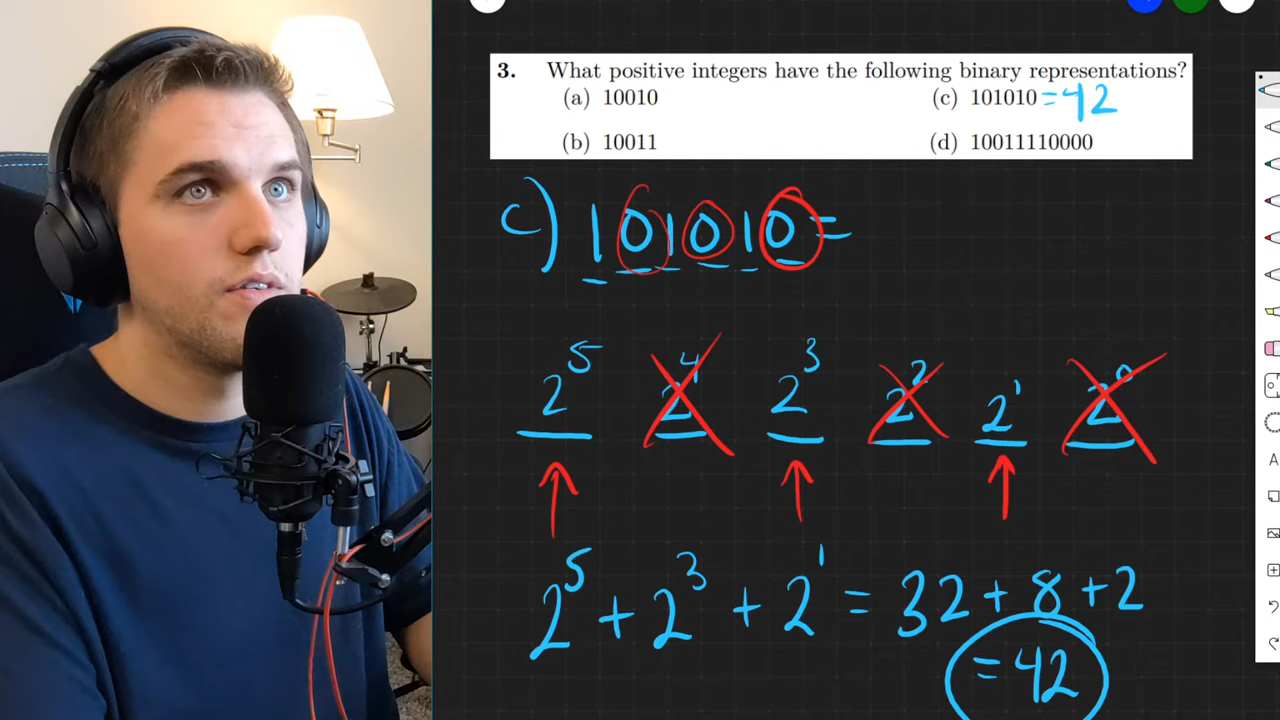 3. What positive integers have the following binary representations?
(a) 10010
(c) 101010 = 42
(b) 10011
(d) 10011110000
c) 101010 =
2^5 2^4 2^3 2^2 2^1 2^0
2^5 + 2^3 + 2^1 = 32 + 8 + 2
= 42
A